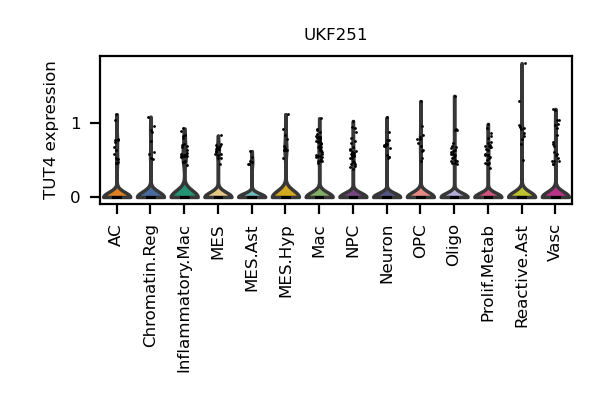 UKF251
TUT4 expression
1
0
AC
Chromatin.Reg
Inflammatory.Mac
MES
MES.Ast
MES.Hyp
Mac
NPC
Neuron
OPC
Oligo
Prolif.Metab
Reactive.Ast
Vasc